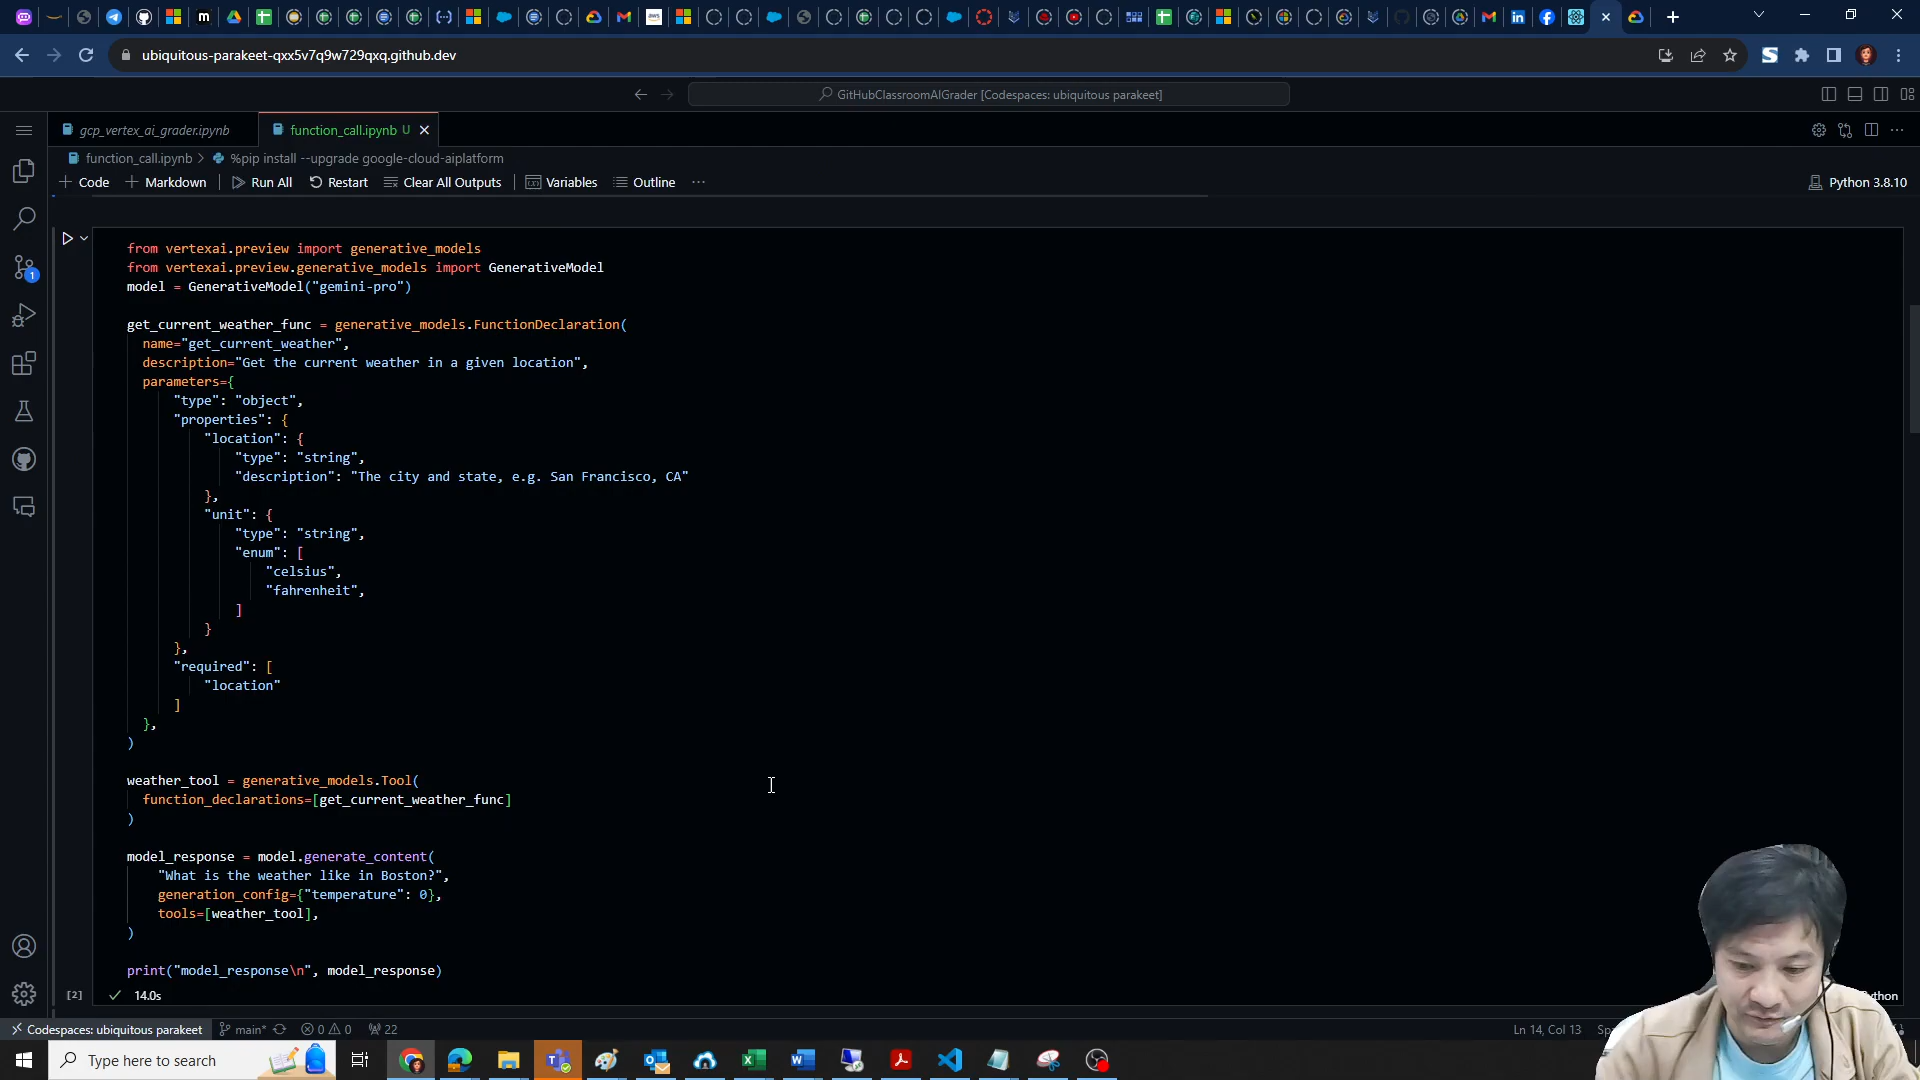 ubiquitous-parakeet-qxx5v7q9w729qxq.github.dev
GitHubClassroomAIGrader [Codespaces: ubiquitous parakeet]
gcp_vertex_ai_grader.ipynb
function_call.ipynb U
function_call.ipynb > %pip install --upgrade google-cloud-aiplatform
Code Markdown Run All Restart Clear All Outputs Variables Outline ... Python 3.8.10
from vertexai.preview import generative_models
from vertexai.preview.generative_models import GenerativeModel
model = GenerativeModel("gemini-pro")
get_current_weather_func = generative_models.FunctionDeclaration(
name="get_current_weather",
description="Get the current weather in a given location",
parameters={
"type": "object",
"properties": {
"location": {
"type": "string",
"description": "The city and state, e.g. San Francisco, CA"
},
"unit": {
"type": "string",
"enum": [
"celsius",
"fahrenheit",
]
}
},
"required": [
"location"
]
},
)
weather_tool = generative_models.Tool(
function_declarations=[get_current_weather_func]
)
model_response = model.generate_content(
"What is the weather like in Boston?",
generation_config={"temperature": 0},
tools=[weather_tool],
)
print("model_response\n", model_response)
[2] 14.0s
Codespaces: ubiquitous parakeet main* 0 0 22 Ln 14, Col 13
Type here to search